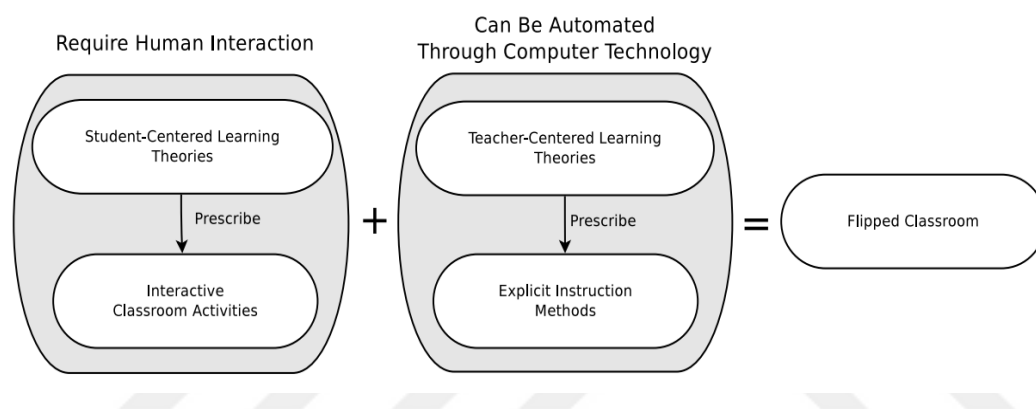 Require Human Interaction
Can Be Automated
Through Computer Technology
Student-Centered Learning
Theories
Prescribe
Interactive
Classroom Activities
+
Teacher-Centered Learning
Theories
Prescribe
Explicit Instruction
Methods
=
Flipped Classroom